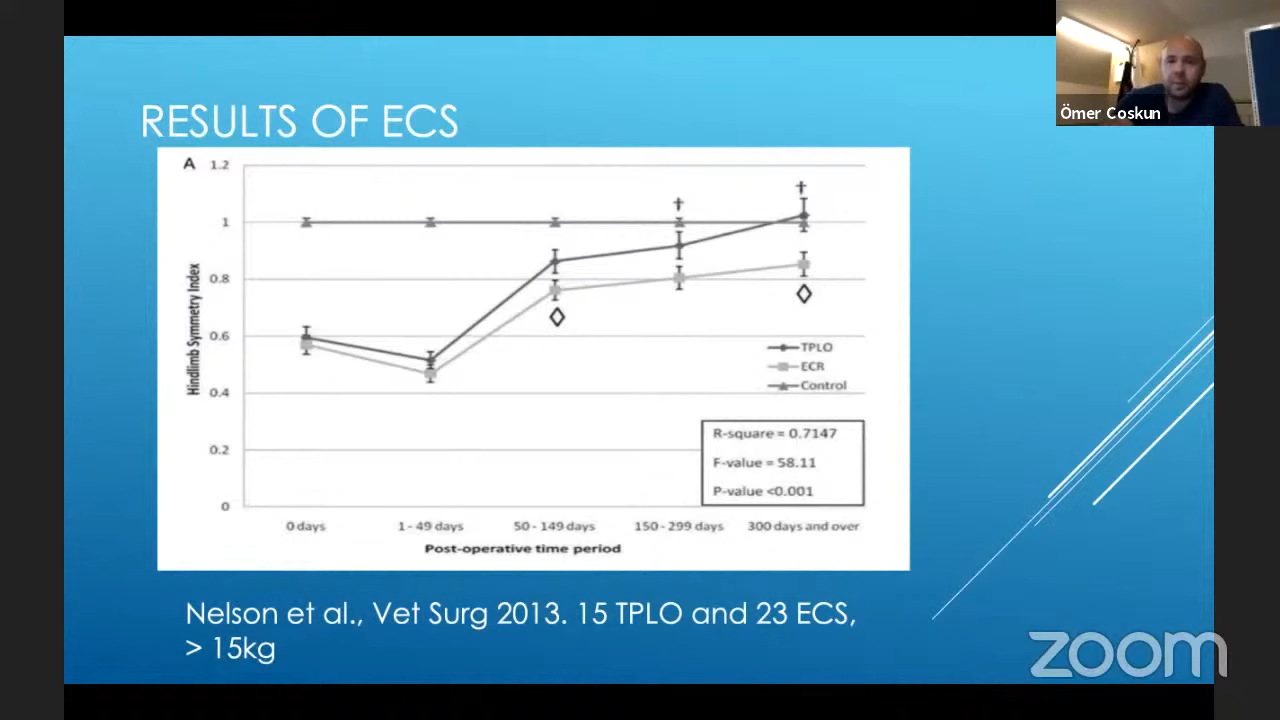 Ömer Coskun
RESULTS OF ECS
A
1.2
1
0.8
0.6
0.4
0.2
0
Hindlimb Symmetry Index
†
†
◊
◊
TPLO
ECR
Control
R-square = 0.7147
F-value = 58.11
P-value <0.001
0 days
1 - 49 days
50 - 149 days
150 - 299 days
300 days and over
Post-operative time period
Nelson et al., Vet Surg 2013. 15 TPLO and 23 ECS,
> 15kg
zoom